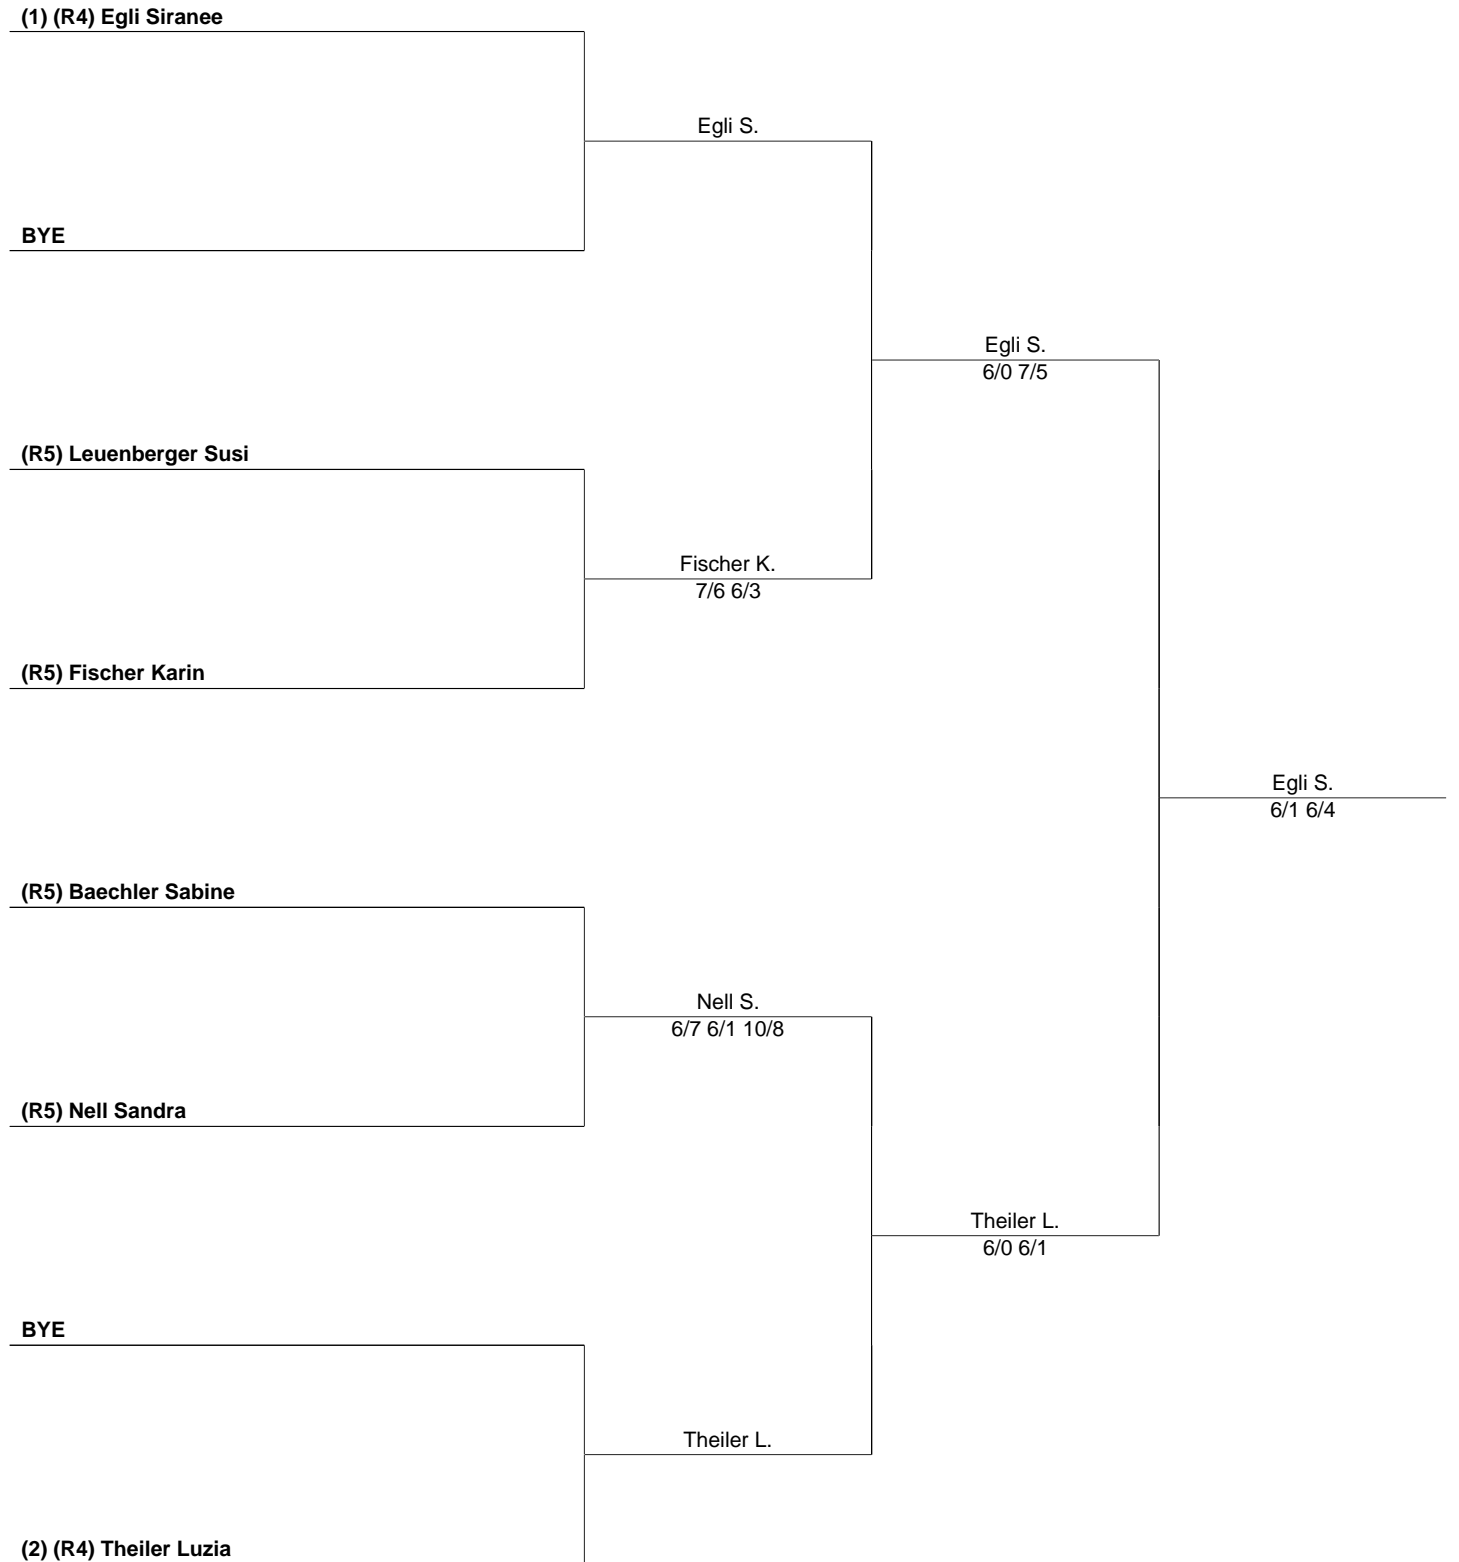 (1) (R4) Egli Siranee
Egli S.
BYE
Egli S.
6/0 7/5
(R5) Leuenberger Susi
Fischer K.
7/6 6/3
(R5) Fischer Karin
Egli S.
6/1 6/4
(R5) Baechler Sabine
Nell S.
6/7 6/1 10/8
(R5) Nell Sandra
Theiler L.
6/0 6/1
BYE
Theiler L.
(2) (R4) Theiler Luzia